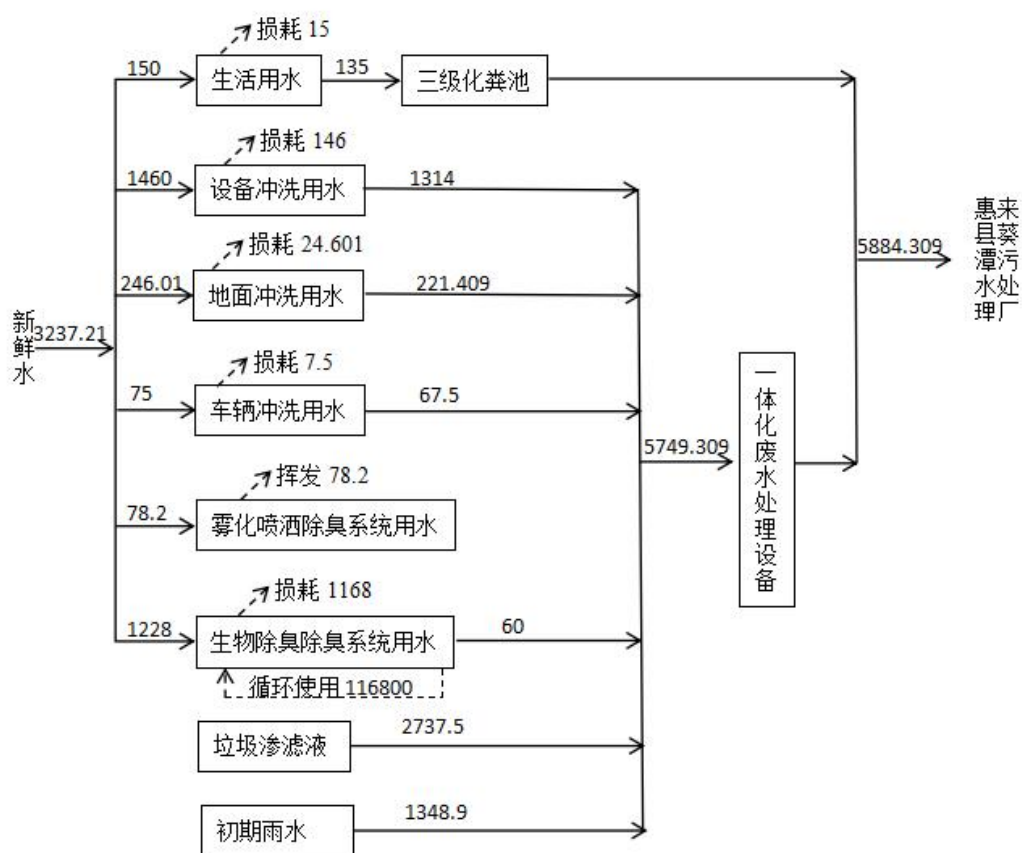 损耗 15
150
生活用水
135
三级化粪池
损耗 146
1460
设备冲洗用水
1314
损耗 24.601
246.01
地面冲洗用水
221.409
新鲜水
3237.21
损耗 7.5
75
车辆冲洗用水
67.5
挥发 78.2
78.2
雾化喷洒除臭系统用水
损耗 1168
1228
生物除臭除臭系统用水
60
循环使用 116800
垃圾渗滤液
2737.5
初期雨水
1348.9
5749.309
一体化废水处理设备
5884.309
惠来
县葵
潭污
水处
理厂